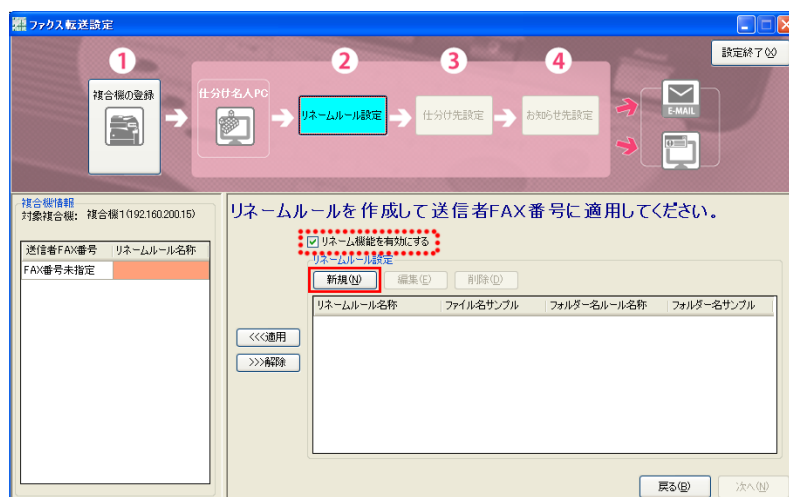 ファクス転送設定
設定終了(X)
1
2
3
4
複合機の登録
仕分け名人PC
リネームルール設定
仕分け先設定
お知らせ先設定
E-MAIL
複合機情報
対象複合機: 複合機1(192.160.200.15)
送信者FAX番号 リネームルール名称
FAX番号未指定
リネームルールを作成して送信者FAX番号に適用してください。
リネーム機能を有効にする
リネームルール設定
新規(N) 編集(E) 削除(D)
リネームルール名称 ファイル名サンプル フォルダー名ルール名称 フォルダー名サンプル
<<<適用
>>>解除
戻る(B) 次へ(N)